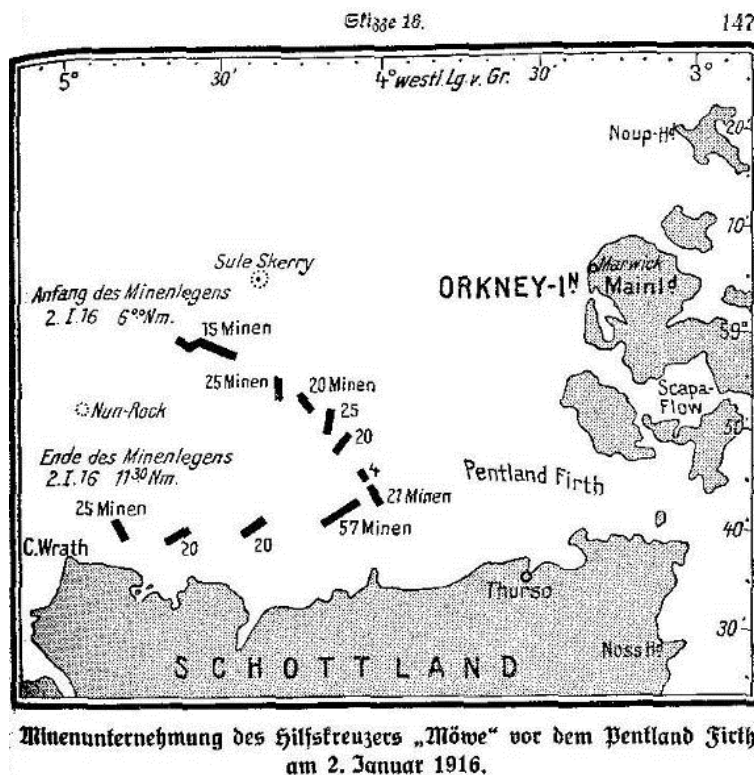 Skizze 18.
147
5°
30'
4° westl. Lg. v. Gr.
30'
3°
Noup-Hd
20'
10'
Sule Skerry
Marwick
ORKNEY-IN
Mainld
Anfang des Minenlegens
2. I. 16 6⁰⁰ Nm.
15 Minen
59°
25 Minen
20 Minen
Scapa-
Flow
Nun-Rock
25
50'
20
Ende des Minenlegens
2. I. 16 11³⁰ Nm.
4
Pentland Firth
21 Minen
25 Minen
57 Minen
40'
C. Wrath
20
20
Thurso
30'
Noss Hd
SCHOTTLAND
Minenunternehmung des Hilfskreuzers „Möwe“ vor dem Pentland Firth
am 2. Januar 1916.